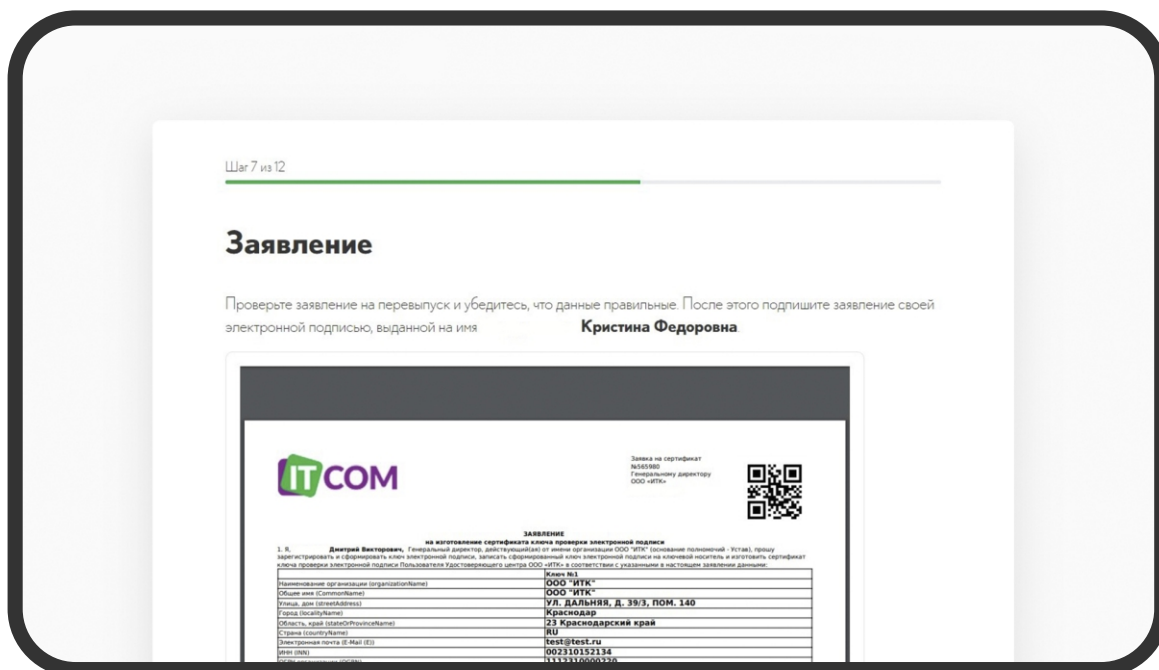 Шаг 7 из 12
Заявление
Проверьте заявление на перевыпуск и убедитесь, что данные правильные. После этого подпишите заявление своей
электронной подписью, выданной на имя Кристина Федоровна
IT COM
Заявка на сертификат
№565980
Генеральному директору
ООО «ИТК»
ЗАЯВЛЕНИЕ
на изготовление сертификата ключа проверки электронной подписи
1. Я, Дмитрий Викторович, Генеральный директор, действующий(ая) от имени организации ООО "ИТК" (основание полномочий - Устав), прошу
зарегистрировать и сформировать ключ электронной подписи, записать сформированный ключ электронной подписи на ключевой носитель и изготовить сертификат
ключа проверки электронной подписи Пользователя Удостоверяющего центра ООО «ИТК» в соответствии с указанными в настоящем заявлении данными:
Ключ №1
Наименование организации (organizationName) ООО "ИТК"
Общее имя (CommonName) ООО "ИТК"
Улица, дом (streetAddress) УЛ. ДАЛЬНЯЯ, Д. 39/3, ПОМ. 140
Город (localityName) Краснодар
Область, край (stateOrProvinceName) 23 Краснодарский край
Страна (countryName) RU
Электронная почта (E-Mail (E)) test@test.ru
ИНН (INN) 002310152134